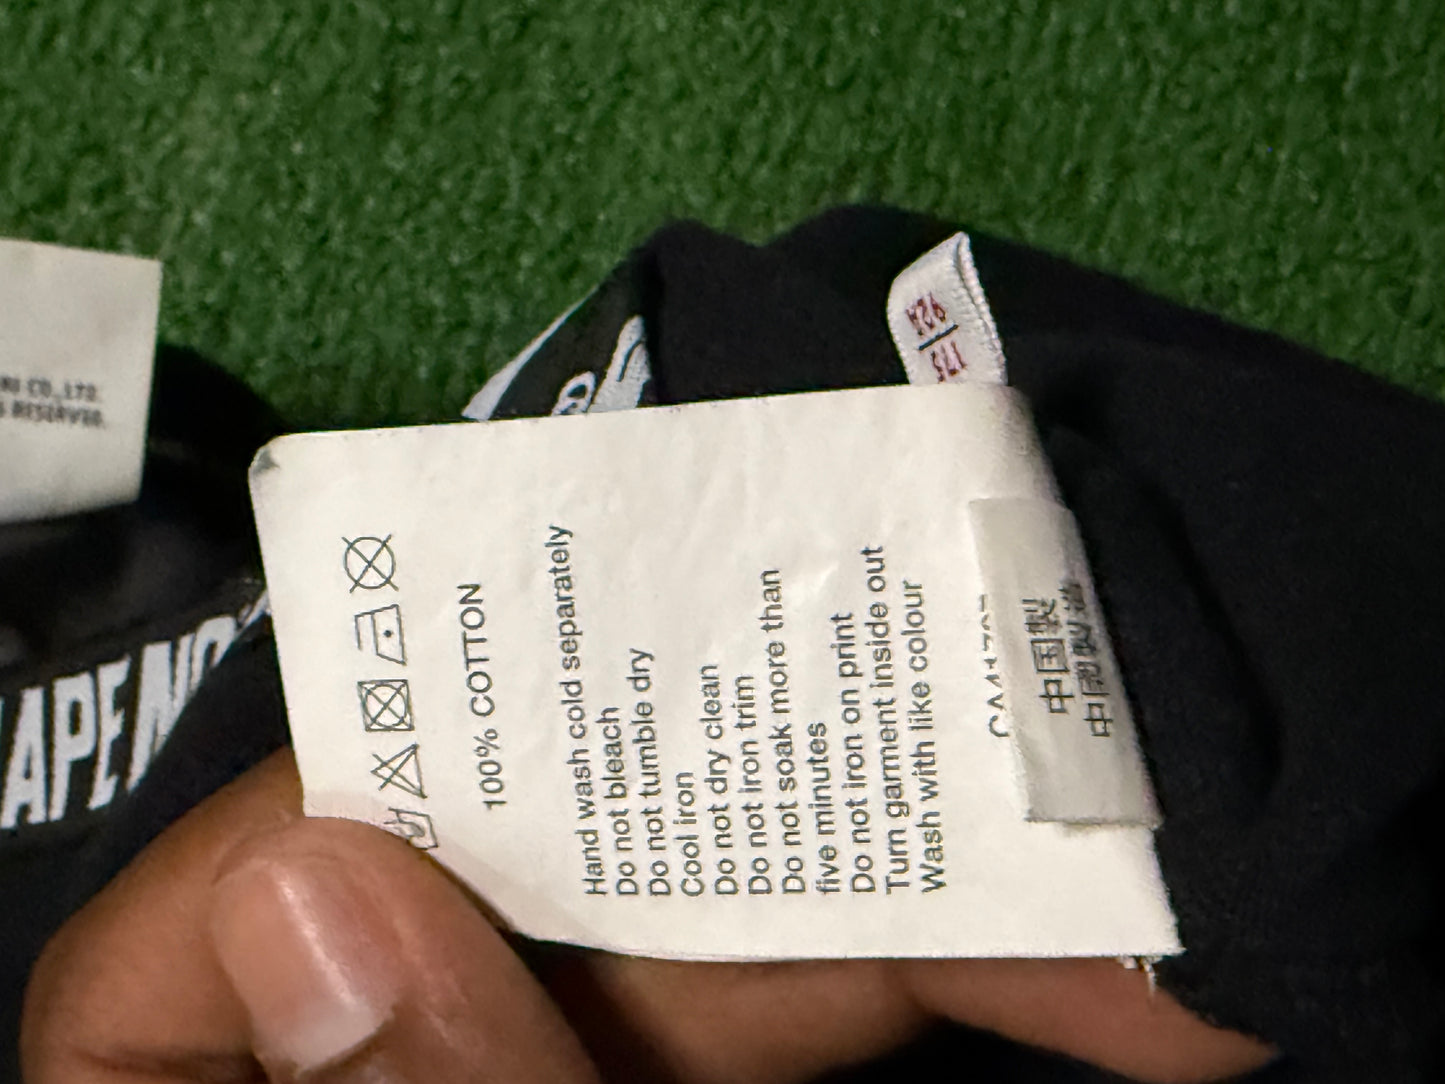 CO.,LTD.
RESERVED.
APE
92A
175
100% COTTON
Hand wash cold separately
Do not bleach
Do not tumble dry
Cool iron
Do not dry clean
Do not iron trim
Do not soak more than
five minutes
Do not iron on print
Turn garment inside out
Wash with like colour
中国製
中國製造